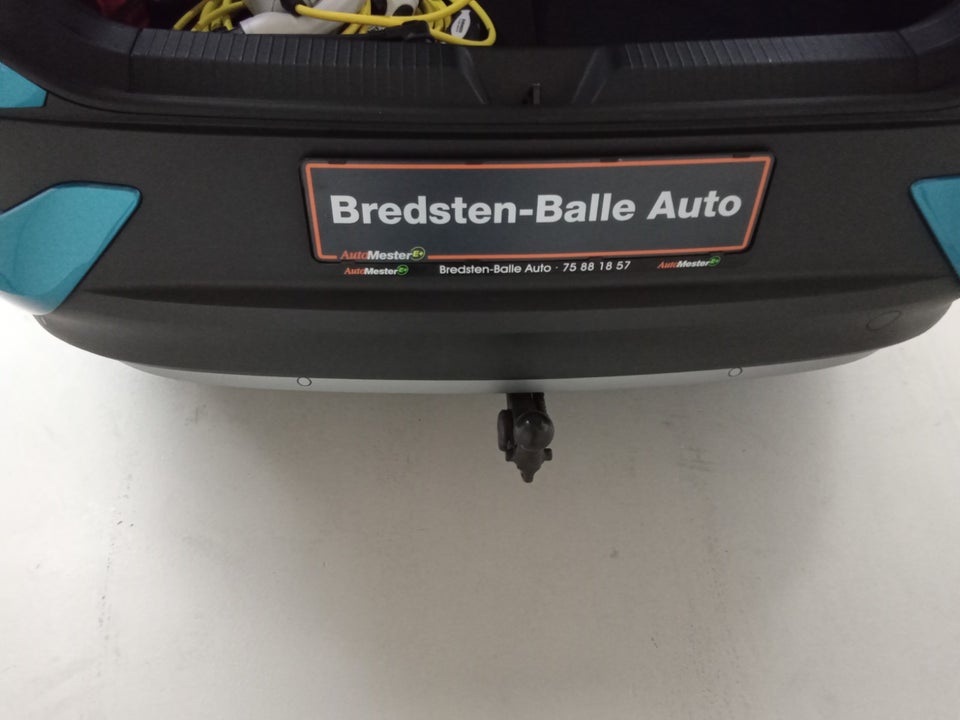 Bredsten-Balle Auto
AutoMester E+
AutoMester E+ Bredsten-Balle Auto · 75 88 18 57 AutoMester E+